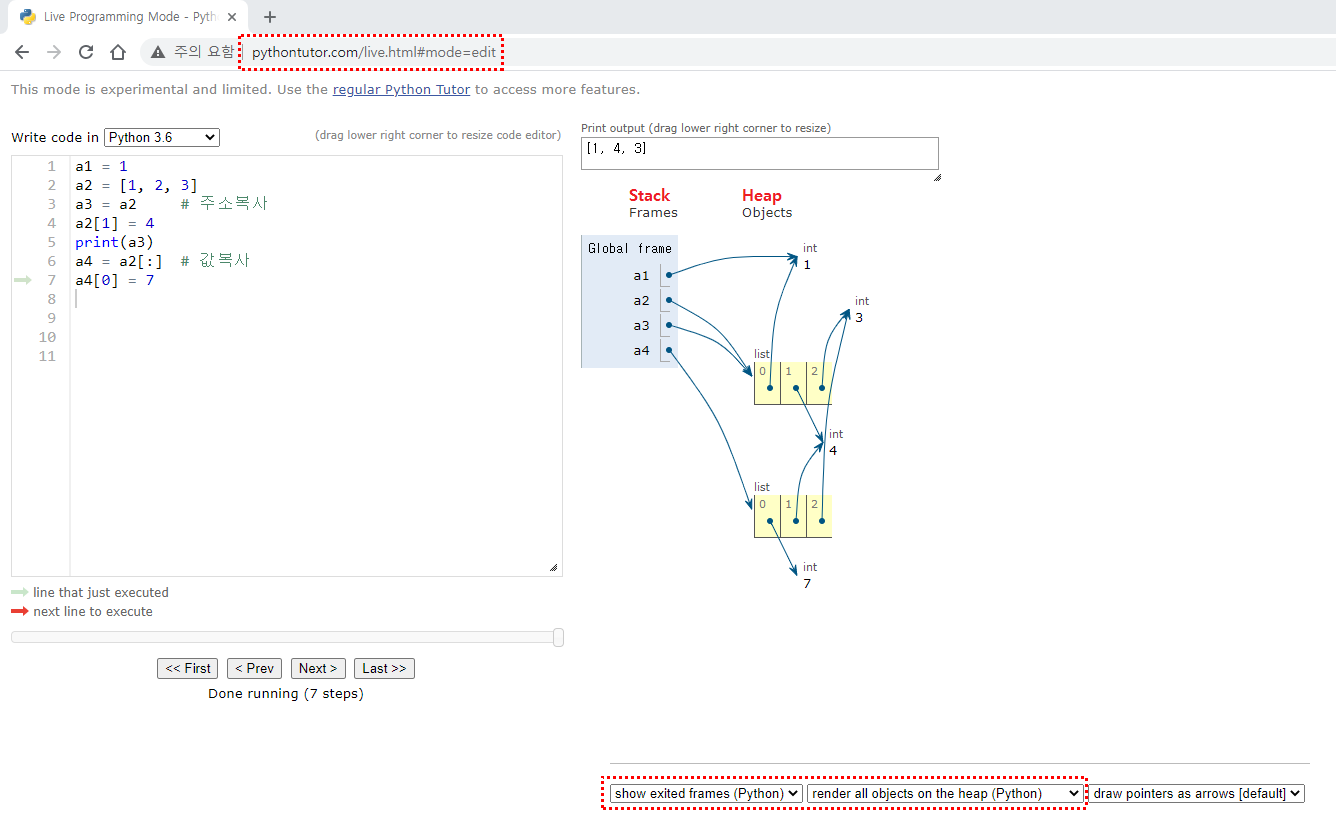 Live Programming Mode - Pyth
주의 요함
pythontutor.com/live.html#mode=edit
This mode is experimental and limited. Use the regular Python Tutor to access more features.
Write code in Python 3.6
(drag lower right corner to resize code editor)
1 a1 = 1
2 a2 = [1, 2, 3]
3 a3 = a2 # 주소복사
4 a2[1] = 4
5 print(a3)
6 a4 = a2[:] # 값복사
7 a4[0] = 7
8
9
10
11
line that just executed
next line to execute
<< First < Prev Next > Last >>
Done running (7 steps)
Print output (drag lower right corner to resize)
[1, 4, 3]
Stack Heap
Frames Objects
Global frame
a1
a2
a3
a4
int
1
int
3
list
0 1 2
int
4
list
0 1 2
int
7
show exited frames (Python) render all objects on the heap (Python) draw pointers as arrows [default]